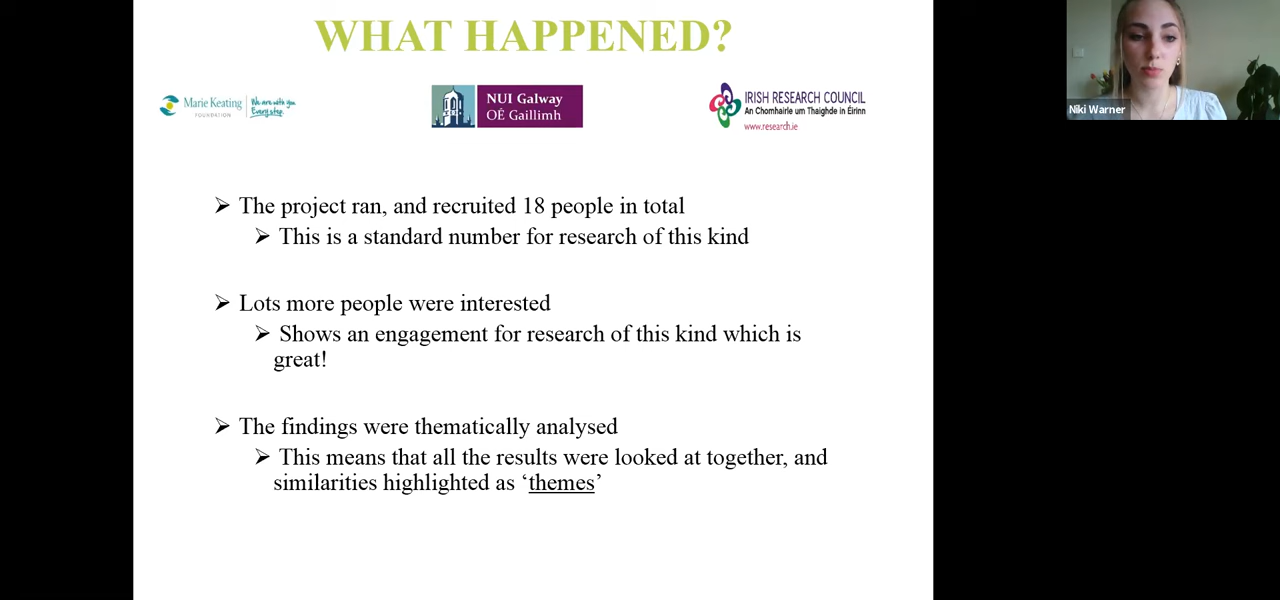 WHAT HAPPENED?
Marie Keating
FOUNDATION
We are with you
Every step.
NUI Galway
OÉ Gaillimh
IRISH RESEARCH COUNCIL
An Chomhairle um Thaighde in Éirinn
www.research.ie
Niki Warner
➢ The project ran, and recruited 18 people in total
➢ This is a standard number for research of this kind
➢ Lots more people were interested
➢ Shows an engagement for research of this kind which is
great!
➢ The findings were thematically analysed
➢ This means that all the results were looked at together, and
similarities highlighted as ‘themes’